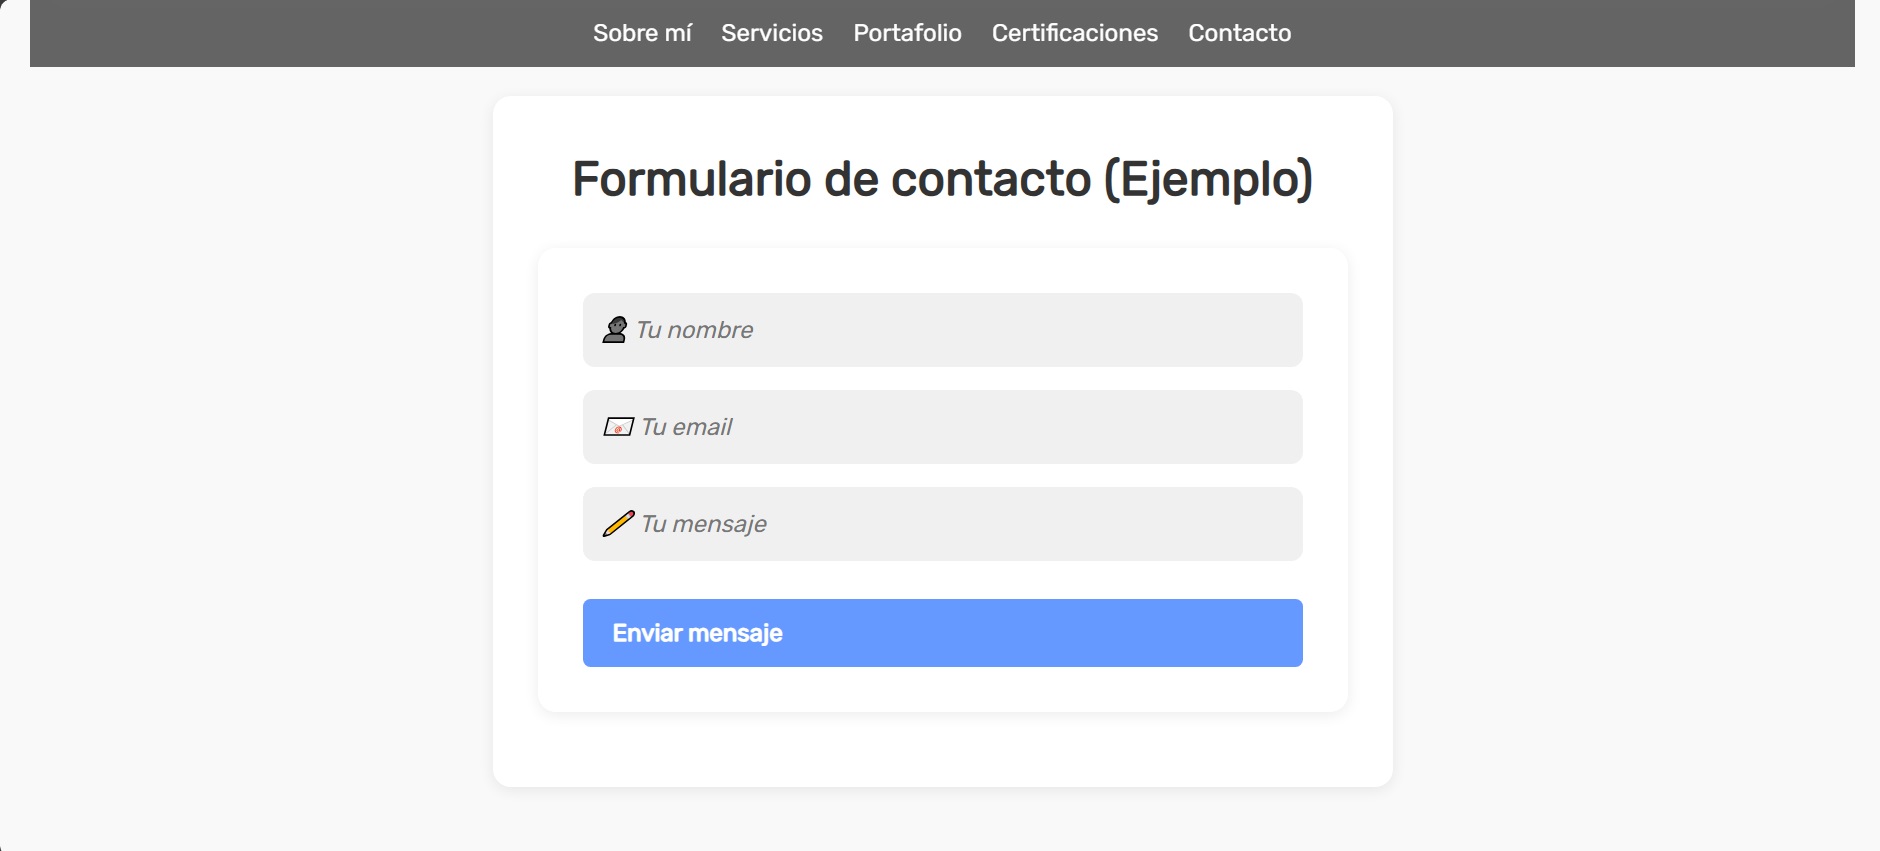 Sobre mí Servicios Portafolio Certificaciones Contacto
Formulario de contacto (Ejemplo)
Tu nombre
Tu email
Tu mensaje
Enviar mensaje